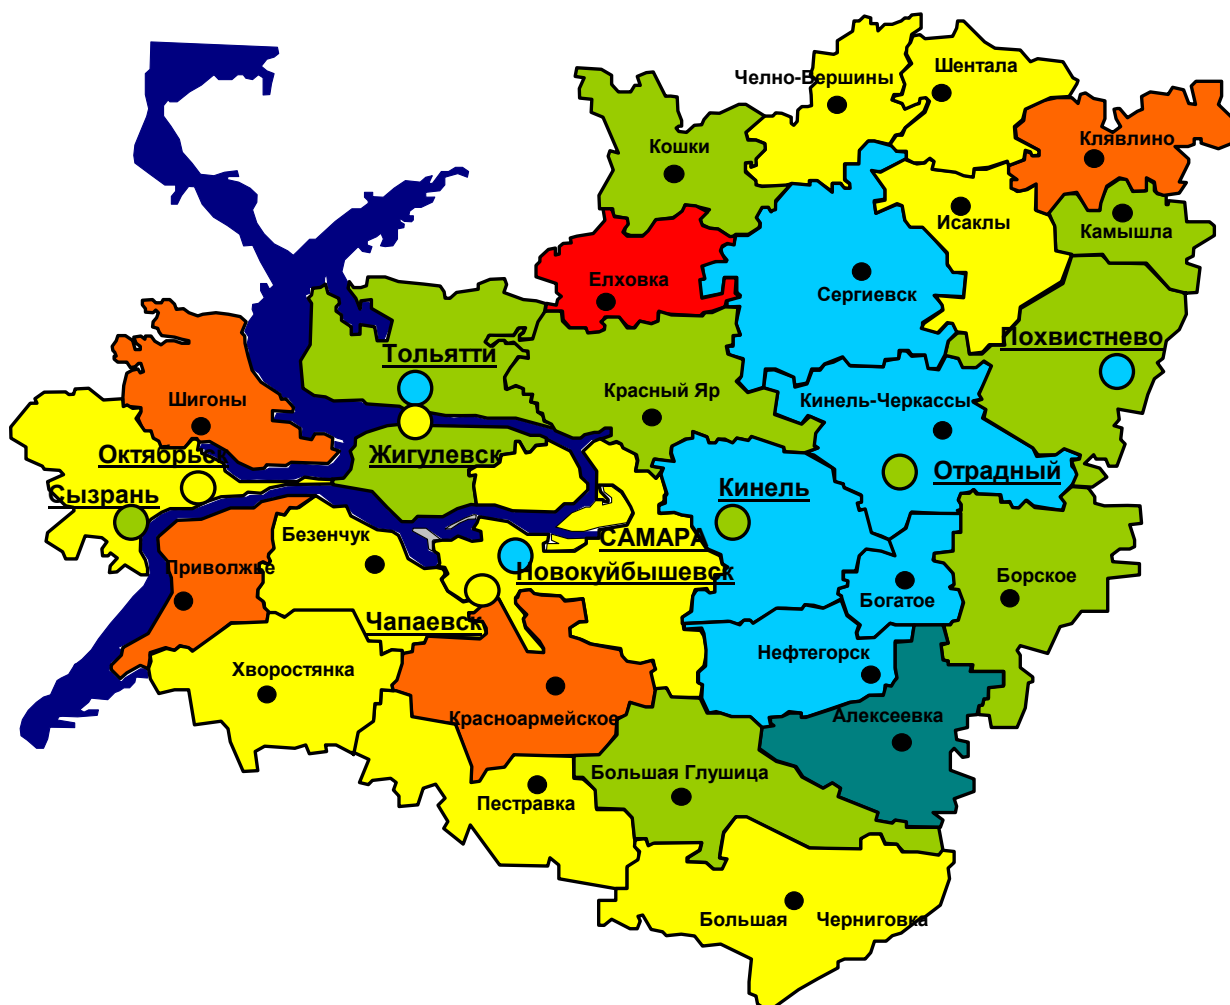 Шентала
Челно-Вершины
Клявлино
Кошки
Исаклы
Камышла
Елховка
Сергиевск
Похвистнево
Тольятти
Красный Яр
Кинель-Черкассы
Шигоны
Октябрьск
Жигулевск
Отрадный
Сызрань
Кинель
Безенчук
САМАРА
Приволжье
Новокуйбышевск
Борское
Богатое
Чапаевск
Нефтегорск
Хворостянка
Красноармейское
Алексеевка
Большая Глушица
Пестравка
Большая Черниговка